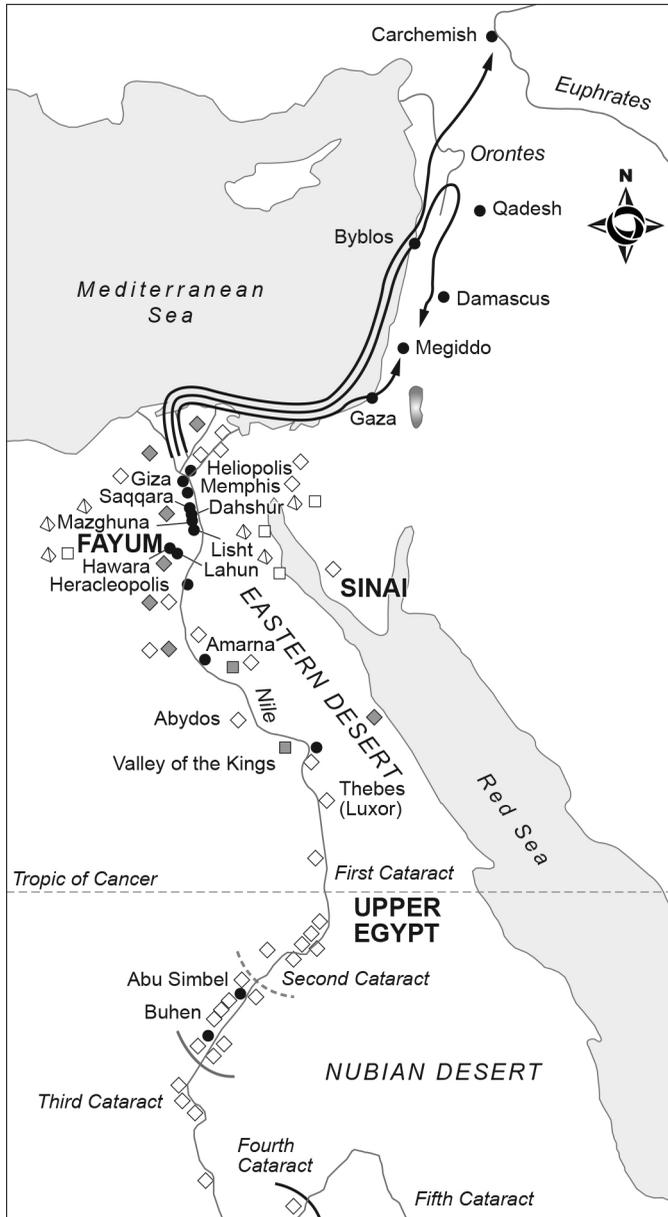 Carchemish
Euphrates
Orontes
N
Qadesh
Byblos
Mediterranean
Sea
Damascus
Megiddo
Gaza
Heliopolis
Giza
Memphis
Saqqara
Dahshur
Mazghuna
FAYUM
Lisht
Hawara
Lahun
Heracleopolis
SINAI
EASTERN DESERT
Amarna
Nile
Abydos
Valley of the Kings
Thebes
(Luxor)
Red Sea
Tropic of Cancer
First Cataract
UPPER
EGYPT
Abu Simbel
Second Cataract
Buhen
NUBIAN DESERT
Third Cataract
Fourth
Cataract
Fifth Cataract